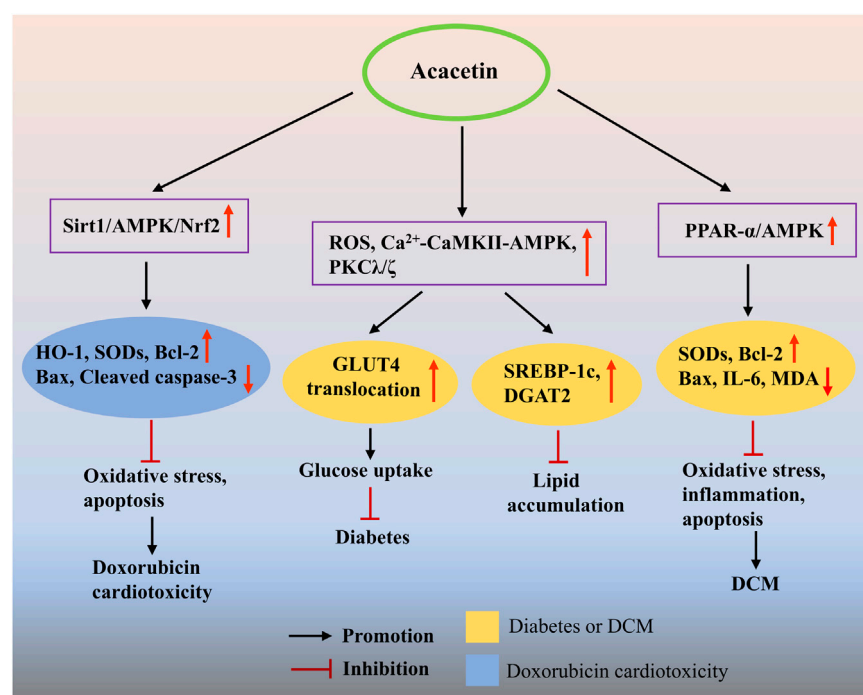 Acacetin
Sirt1/AMPK/Nrf2
ROS, Ca²⁺-CaMKII-AMPK,
PKCλ/ζ
PPAR-α/AMPK
HO-1, SODs, Bcl-2
Bax, Cleaved caspase-3
GLUT4
translocation
SREBP-1c,
DGAT2
SODs, Bcl-2
Bax, IL-6, MDA
Oxidative stress,
apoptosis
Glucose uptake
Lipid
accumulation
Oxidative stress,
inflammation,
apoptosis
Doxorubicin
cardiotoxicity
Diabetes
DCM
Promotion
Inhibition
Diabetes or DCM
Doxorubicin cardiotoxicity